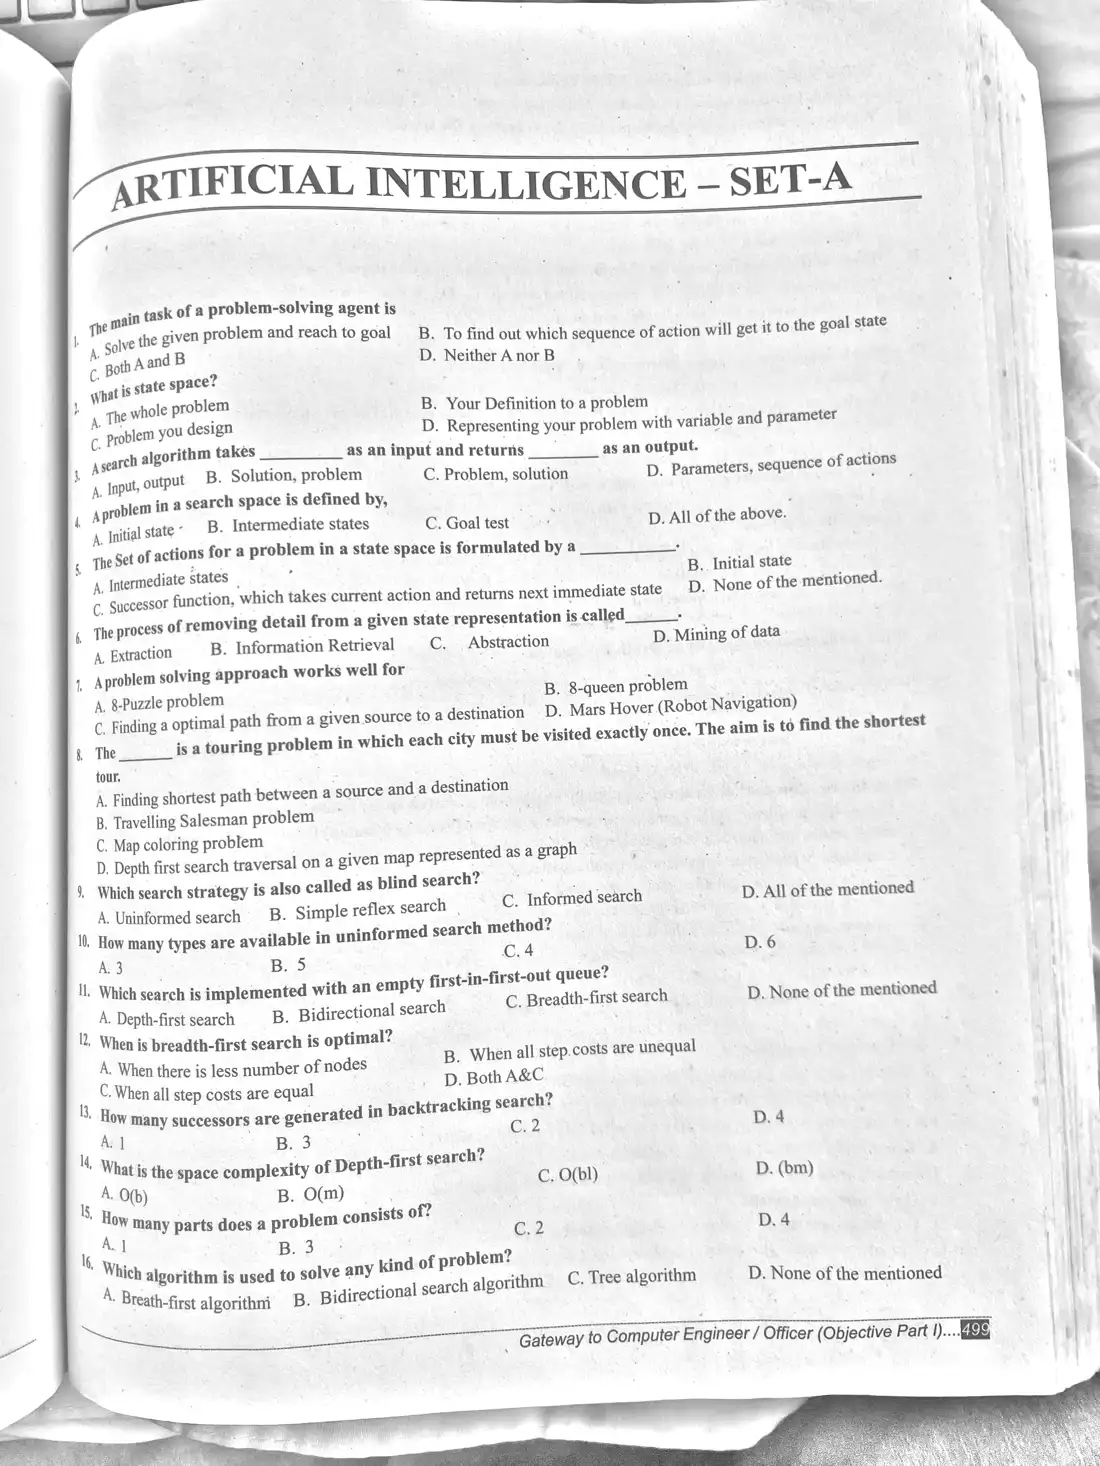 ARTIFICIAL INTELLIGENCE – SET-A
1. The main task of a problem-solving agent is
A. Solve the given problem and reach to goal B. To find out which sequence of action will get it to the goal state
C. Both A and B D. Neither A nor B
2. What is state space?
A. The whole problem B. Your Definition to a problem
C. Problem you design D. Representing your problem with variable and parameter
3. A search algorithm takes _________ as an input and returns ________ as an output.
A. Input, output B. Solution, problem C. Problem, solution D. Parameters, sequence of actions
4. A problem in a search space is defined by,
A. Initial state B. Intermediate states C. Goal test D. All of the above.
5. The Set of actions for a problem in a state space is formulated by a __________.
A. Intermediate states B. Initial state
C. Successor function, which takes current action and returns next immediate state D. None of the mentioned.
6. The process of removing detail from a given state representation is called______.
A. Extraction B. Information Retrieval C. Abstraction D. Mining of data
7. A problem solving approach works well for
A. 8-Puzzle problem B. 8-queen problem
C. Finding a optimal path from a given source to a destination D. Mars Hover (Robot Navigation)
8. The ______ is a touring problem in which each city must be visited exactly once. The aim is to find the shortest
tour.
A. Finding shortest path between a source and a destination
B. Travelling Salesman problem
C. Map coloring problem
D. Depth first search traversal on a given map represented as a graph
9. Which search strategy is also called as blind search?
A. Uninformed search B. Simple reflex search C. Informed search D. All of the mentioned
10. How many types are available in uninformed search method?
A. 3 B. 5 C. 4 D. 6
11. Which search is implemented with an empty first-in-first-out queue?
A. Depth-first search B. Bidirectional search C. Breadth-first search D. None of the mentioned
12. When is breadth-first search is optimal?
A. When there is less number of nodes B. When all step costs are unequal
C. When all step costs are equal D. Both A&C
13. How many successors are generated in backtracking search?
A. 1 B. 3 C. 2 D. 4
14. What is the space complexity of Depth-first search?
A. O(b) B. O(m) C. O(bl) D. (bm)
15. How many parts does a problem consists of?
A. 1 B. 3 C. 2 D. 4
16. Which algorithm is used to solve any kind of problem?
A. Breath-first algorithm B. Bidirectional search algorithm C. Tree algorithm D. None of the mentioned
Gateway to Computer Engineer / Officer (Objective Part I)....499